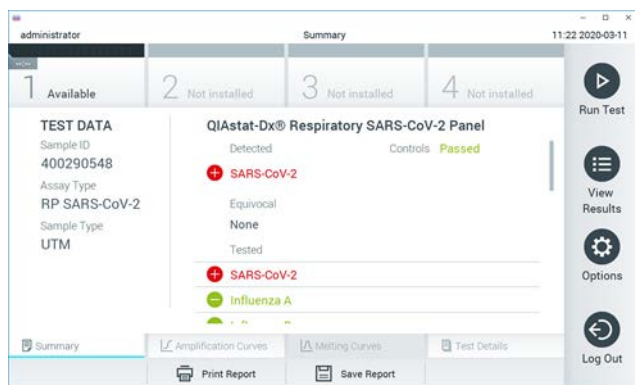 administrator Summary 11:22 2020-03-11
1 Available
2 Not installed
3 Not installed
4 Not installed
Run Test
View Results
Options
Log Out
TEST DATA
Sample ID
400290548
Assay Type
RP SARS-CoV-2
Sample Type
UTM
QIAstat-Dx® Respiratory SARS-CoV-2 Panel
Detected Controls Passed
SARS-CoV-2
Equivocal
None
Tested
SARS-CoV-2
Influenza A
Summary
Amplification Curves
Melting Curves
Test Details
Print Report
Save Report